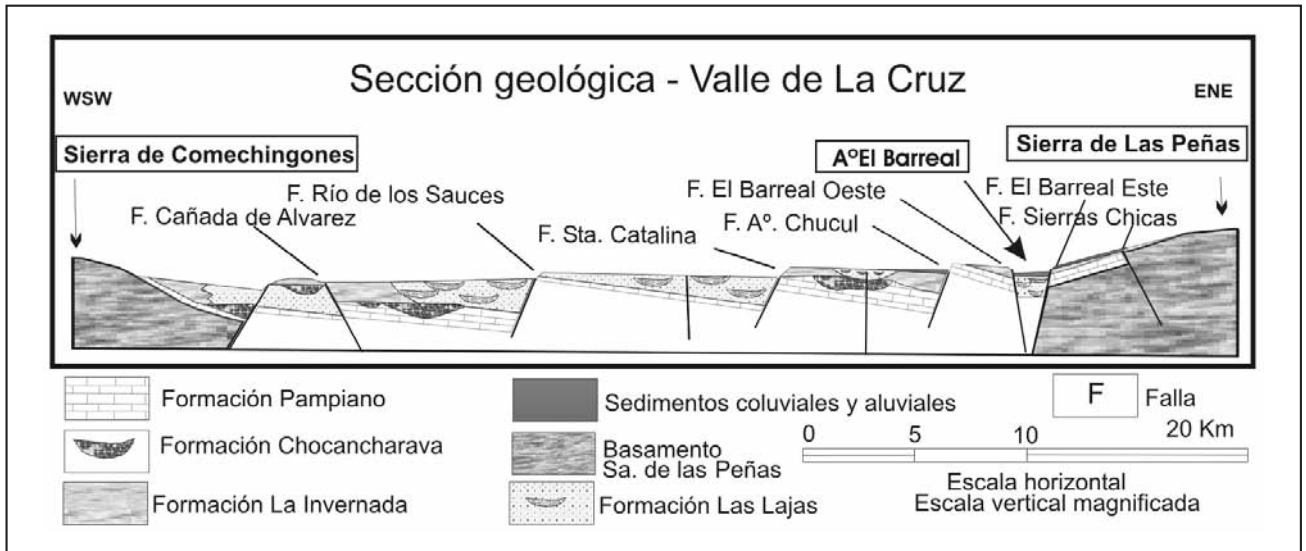 Sección geológica - Valle de La Cruz
WSW
ENE
Sierra de Comechingones
AºEl Barreal
Sierra de Las Peñas
F. Río de los Sauces
F. El Barreal Oeste
F. El Barreal Este
F. Cañada de Alvarez
F. Sta. Catalina
F. Aº. Chucul
F. Sierras Chicas
Formación Pampiano
Formación Chocancharava
Formación La Invernada
Sedimentos coluviales y aluviales
Basamento
Sa. de las Peñas
Formación Las Lajas
F
Falla
0 5 10 20 Km
Escala horizontal
Escala vertical magnificada